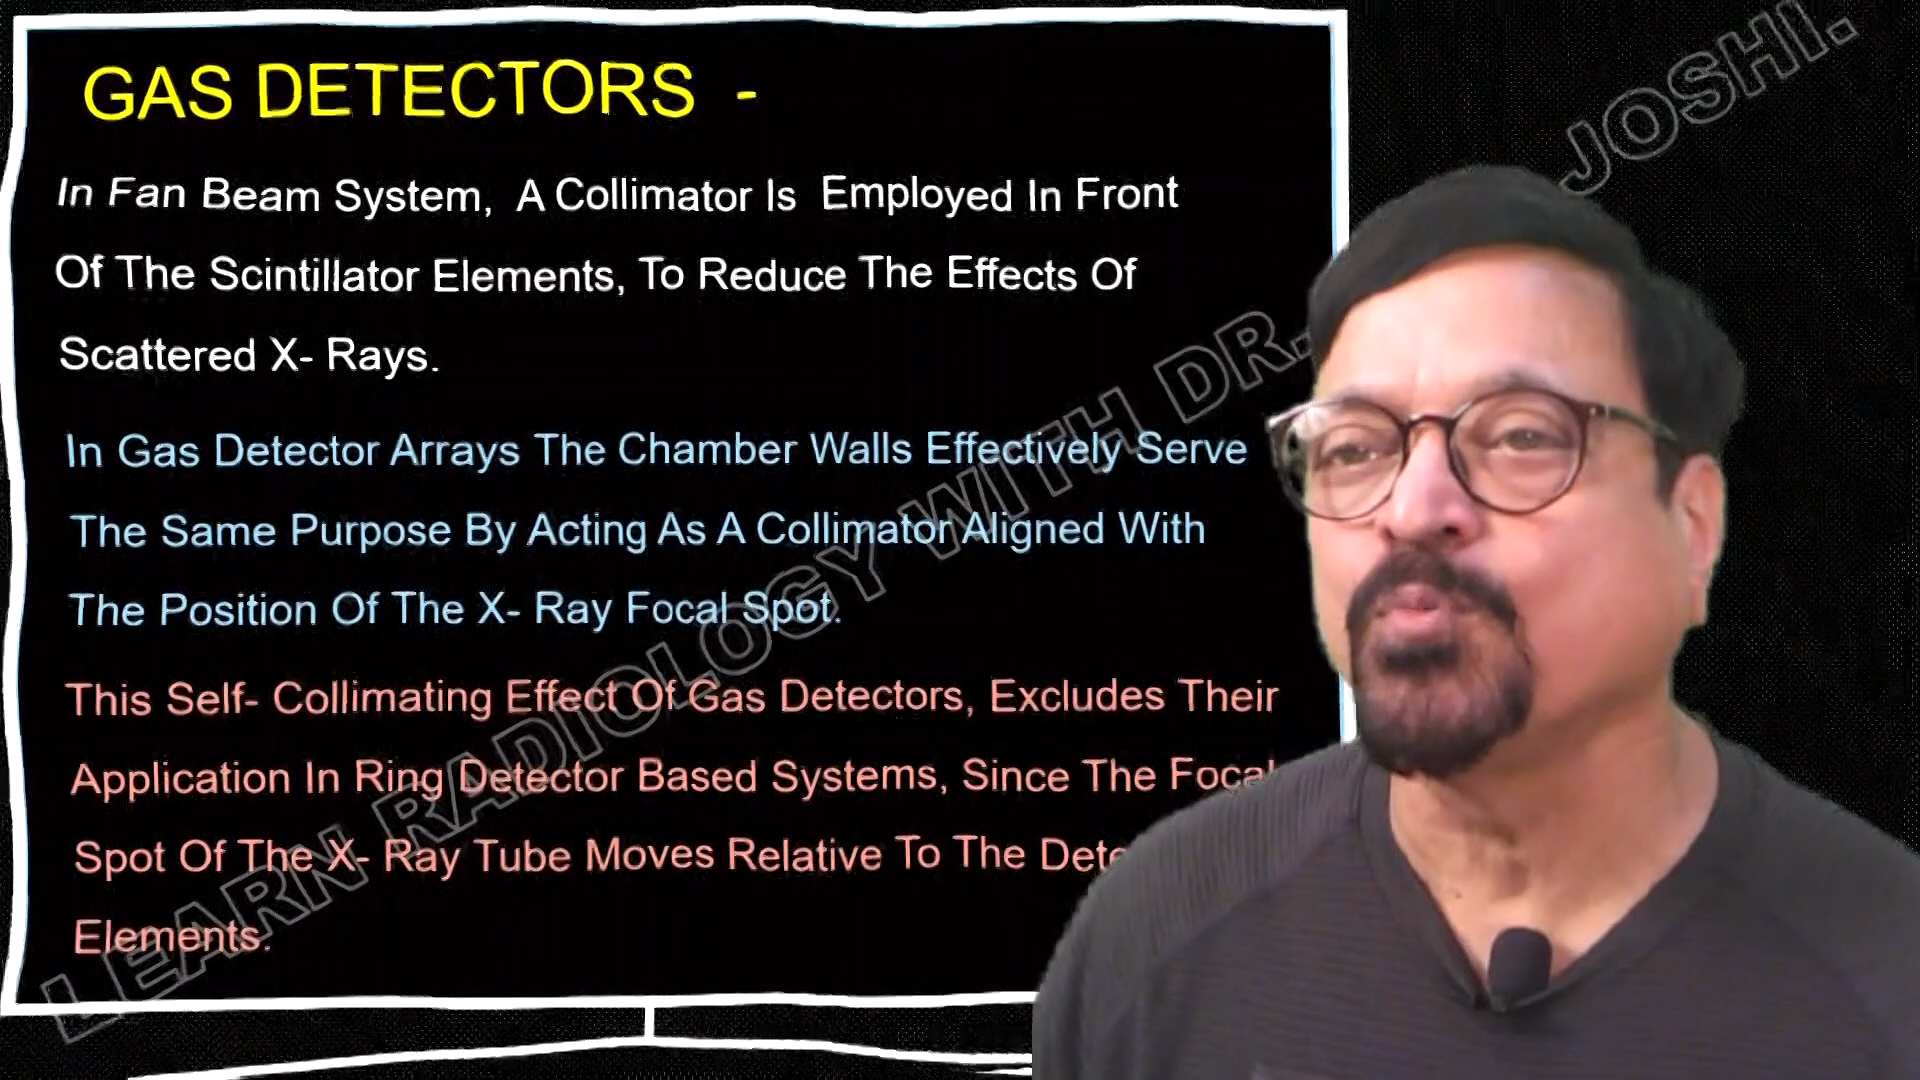 GAS DETECTORS -
In Fan Beam System, A Collimator Is Employed In Front
Of The Scintillator Elements, To Reduce The Effects Of
Scattered X- Rays.
In Gas Detector Arrays The Chamber Walls Effectively Serve
The Same Purpose By Acting As A Collimator Aligned With
The Position Of The X- Ray Focal Spot.
This Self- Collimating Effect Of Gas Detectors, Excludes Their
Application In Ring Detector Based Systems, Since The Focal
Spot Of The X- Ray Tube Moves Relative To The
Elements.
LEARN RADIOLOGY WITH DR. JOSHI.